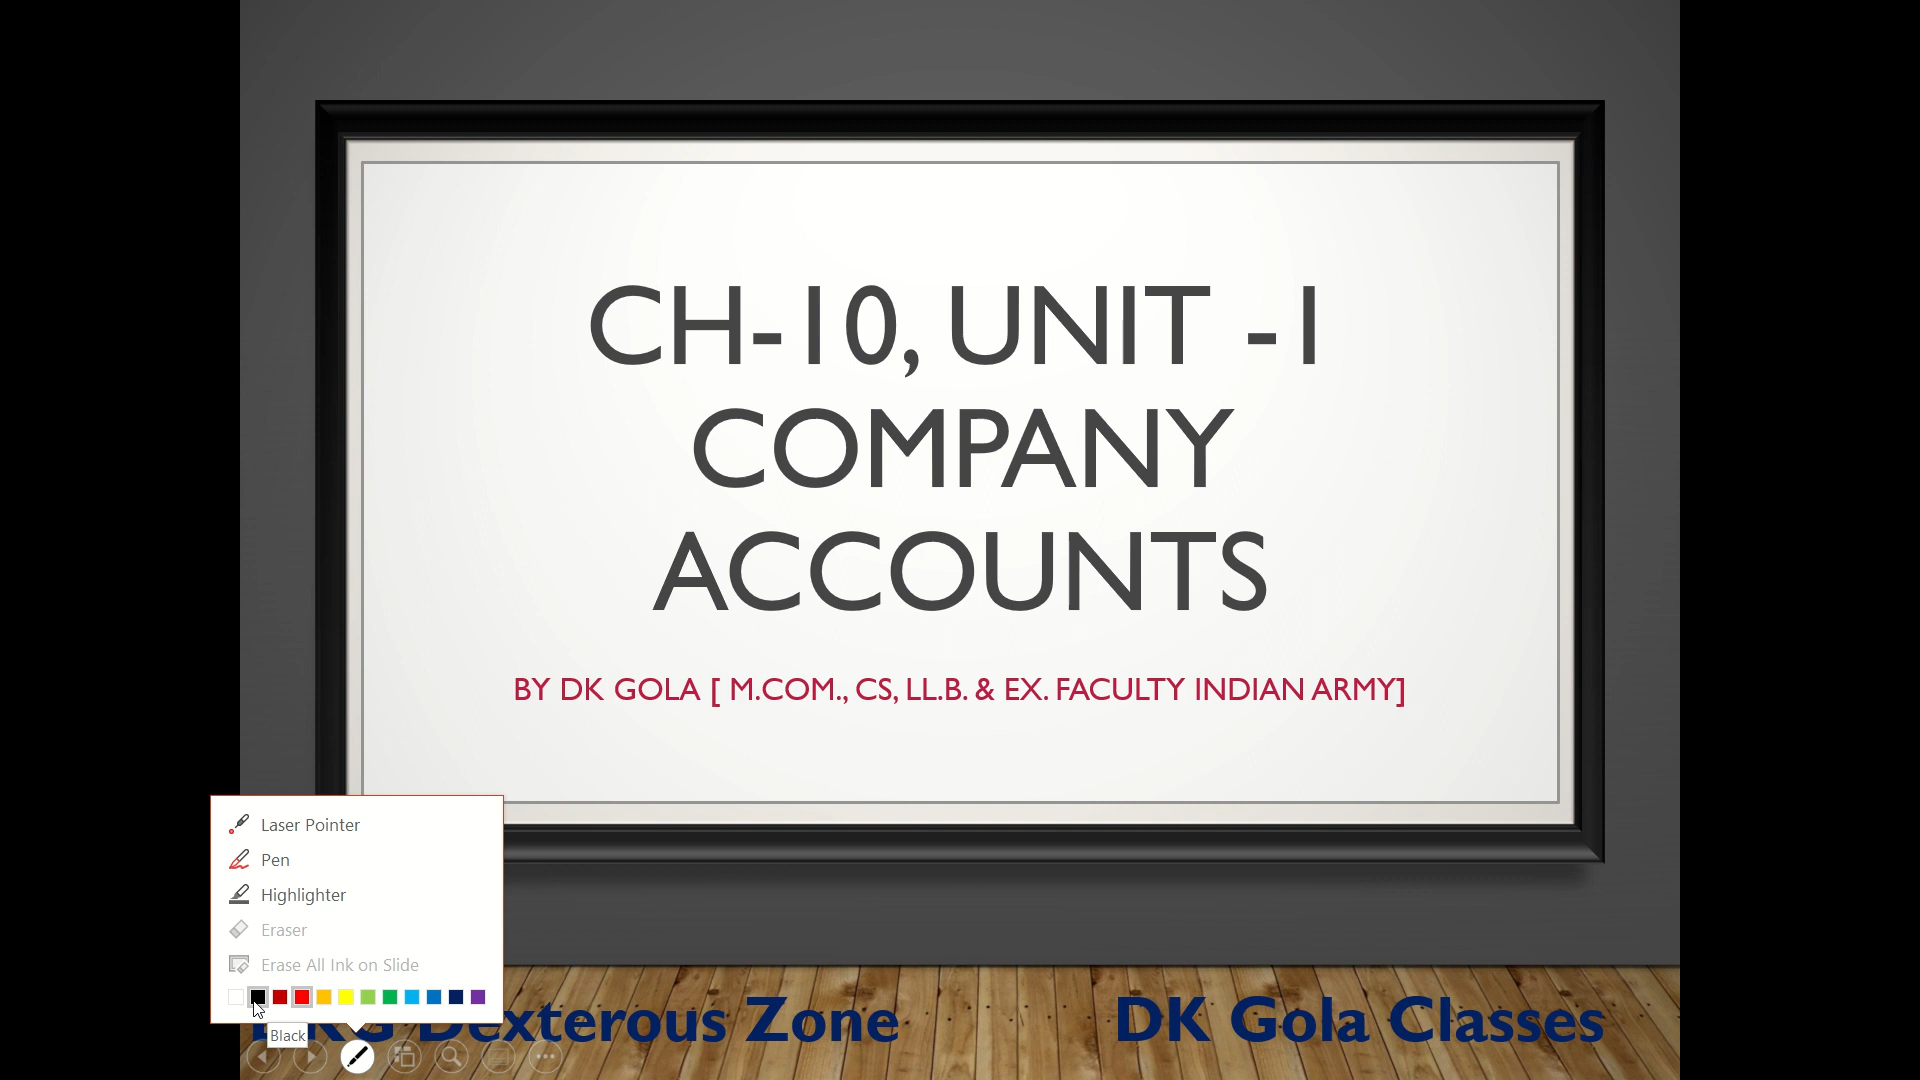 CH-10, UNIT -1
COMPANY
ACCOUNTS
BY DK GOLA [ M.COM., CS, LL.B. & EX. FACULTY INDIAN ARMY]
Laser Pointer
Pen
Highlighter
Eraser
Erase All Ink on Slide
Black
Dexterous Zone
DK Gola Classes